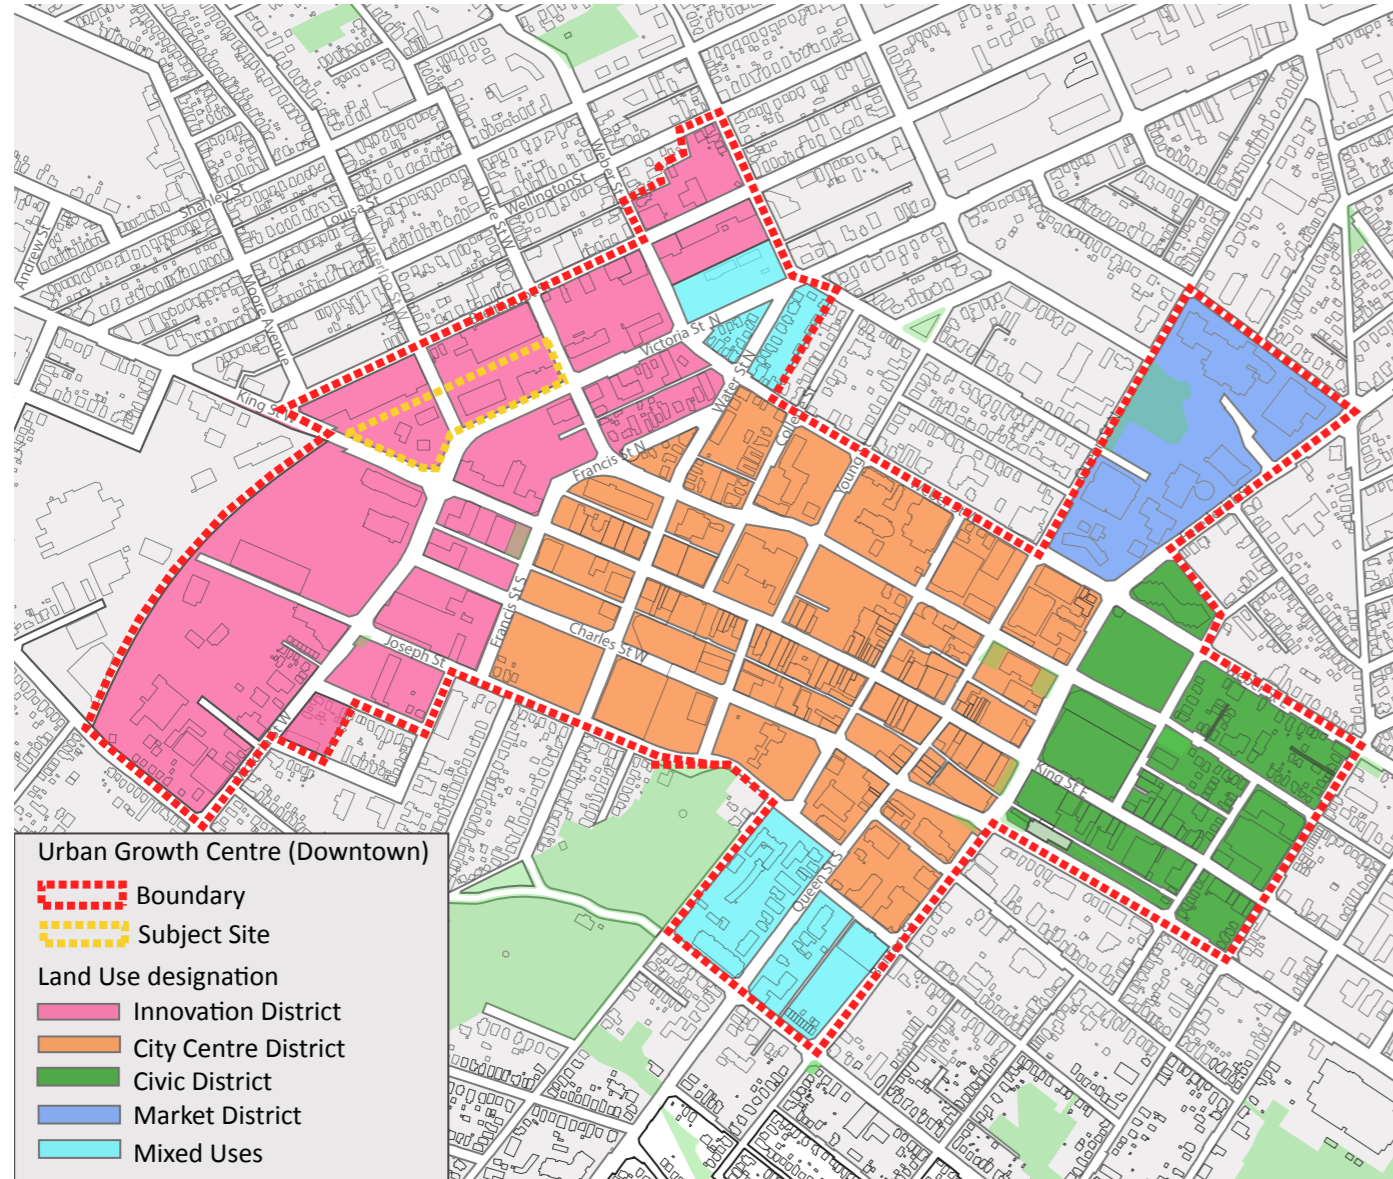 Shanley St
Andrew St
Louisa St
Wellington St
Weber St
Duke St W
Waterloo St W
Moore Avenue
King St W
Victoria St N
Water St N
Francis St N
Young
Francis St S
Charles St W
Joseph St
St W
King St E
Queen St S
Urban Growth Centre (Downtown)
Boundary
Subject Site
Land Use designation
Innovation District
City Centre District
Civic District
Market District
Mixed Uses